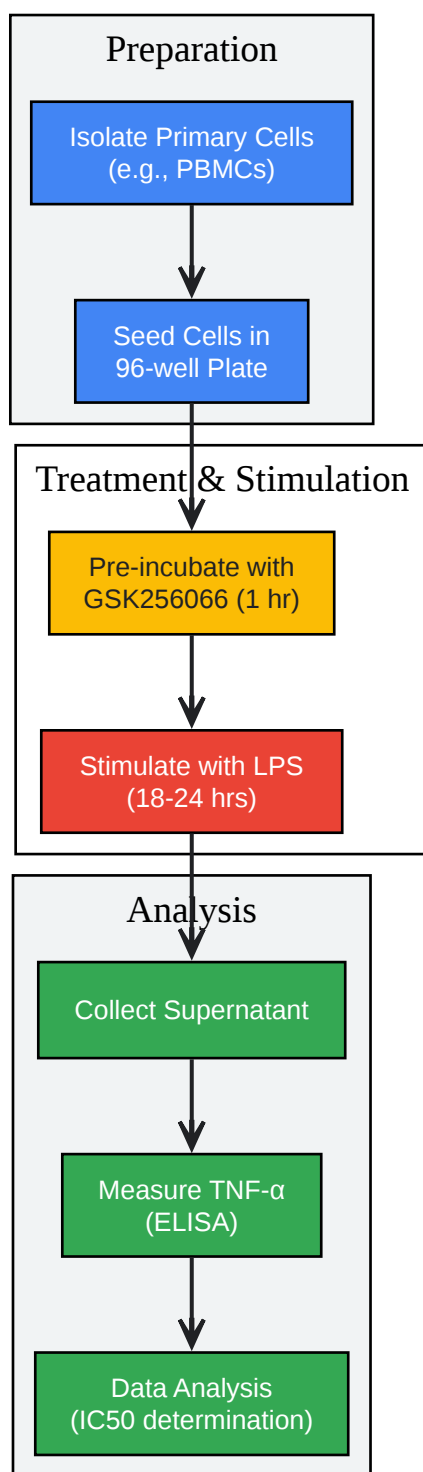 Preparation
Isolate Primary Cells
(e.g., PBMCs)
Seed Cells in
96-well Plate
Treatment & Stimulation
Pre-incubate with
GSK256066 (1 hr)
Stimulate with LPS
(18-24 hrs)
Analysis
Collect Supernatant
Measure TNF-α
(ELISA)
Data Analysis
(IC50 determination)